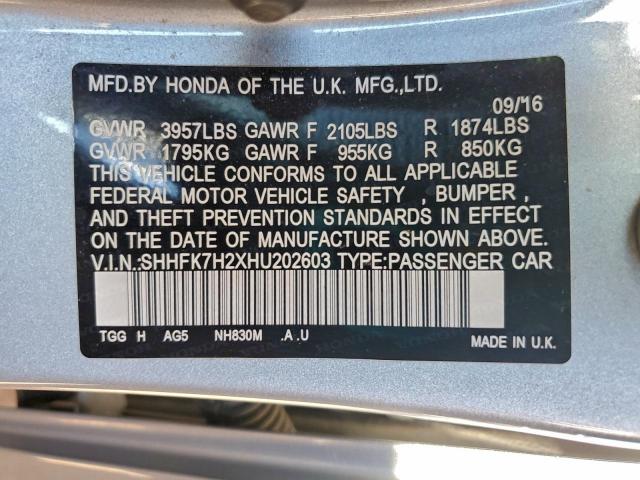 MFD.BY HONDA OF THE U.K. MFG.,LTD.
09/16
GVWR 3957LBS GAWR F 2105LBS R 1874LBS
GVWR 1795KG GAWR F 955KG R 850KG
THIS VEHICLE CONFORMS TO ALL APPLICABLE
FEDERAL MOTOR VEHICLE SAFETY , BUMPER ,
AND THEFT PREVENTION STANDARDS IN EFFECT
ON THE DATE OF MANUFACTURE SHOWN ABOVE.
V.I.N.:SHHFK7H2XHU202603 TYPE:PASSENGER CAR
TGG H AG5 NH830M .A .U
MADE IN U.K.